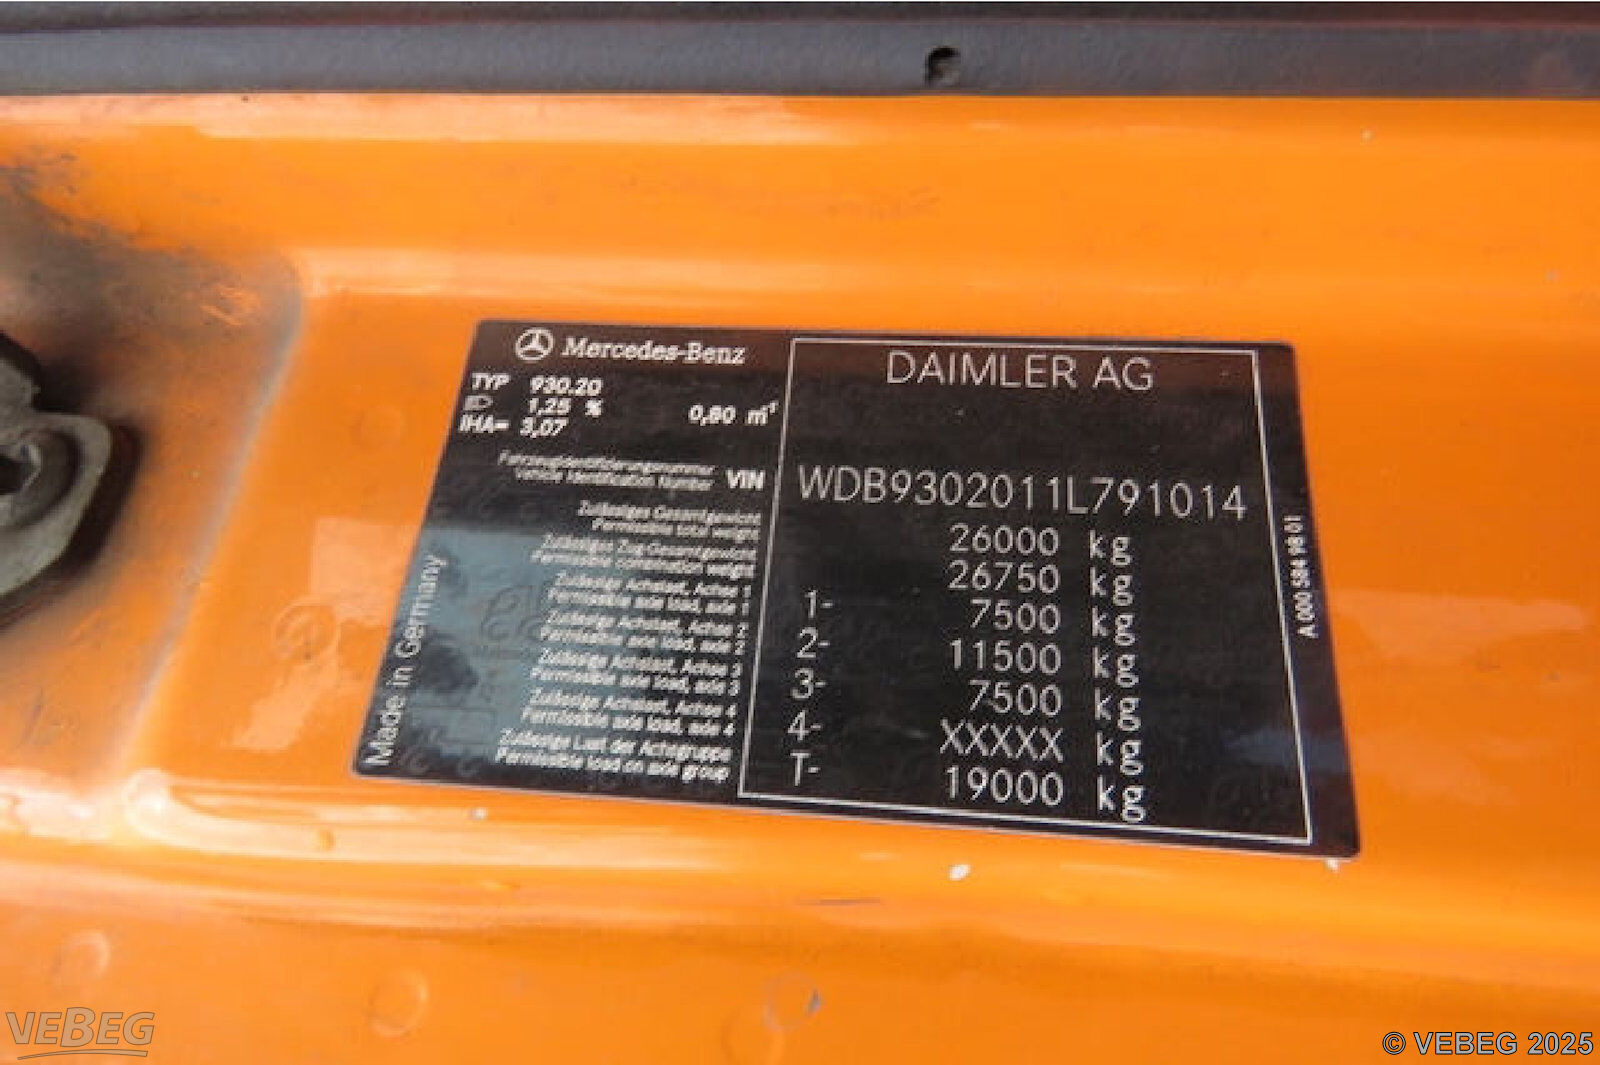 Mercedes-Benz
TYP 930.20
1,25 % 0,80 m⁻¹
IHA= 3,07
DAIMLER AG
Fahrzeugidentifizierungsnummer
Vehicle Identification Number VIN WDB9302011L791014
Zulässiges Gesamtgewicht
Permissible total weight 26000 kg
Zulässiges Zug-Gesamtgewicht
Permissible combination weight 26750 kg
Zulässige Achslast, Achse 1
Permissible axle load, axle 1 1- 7500 kg
Zulässige Achslast, Achse 2
Permissible axle load, axle 2 2- 11500 kg
Zulässige Achslast, Achse 3
Permissible axle load, axle 3 3- 7500 kg
Zulässige Achslast, Achse 4
Permissible axle load, axle 4 4- XXXXX kg
Zulässige Last der Achsgruppe
Permissible load on axle group T- 19000 kg
Made in Germany
A 000 584 98 01
VEBEG
© VEBEG 2025